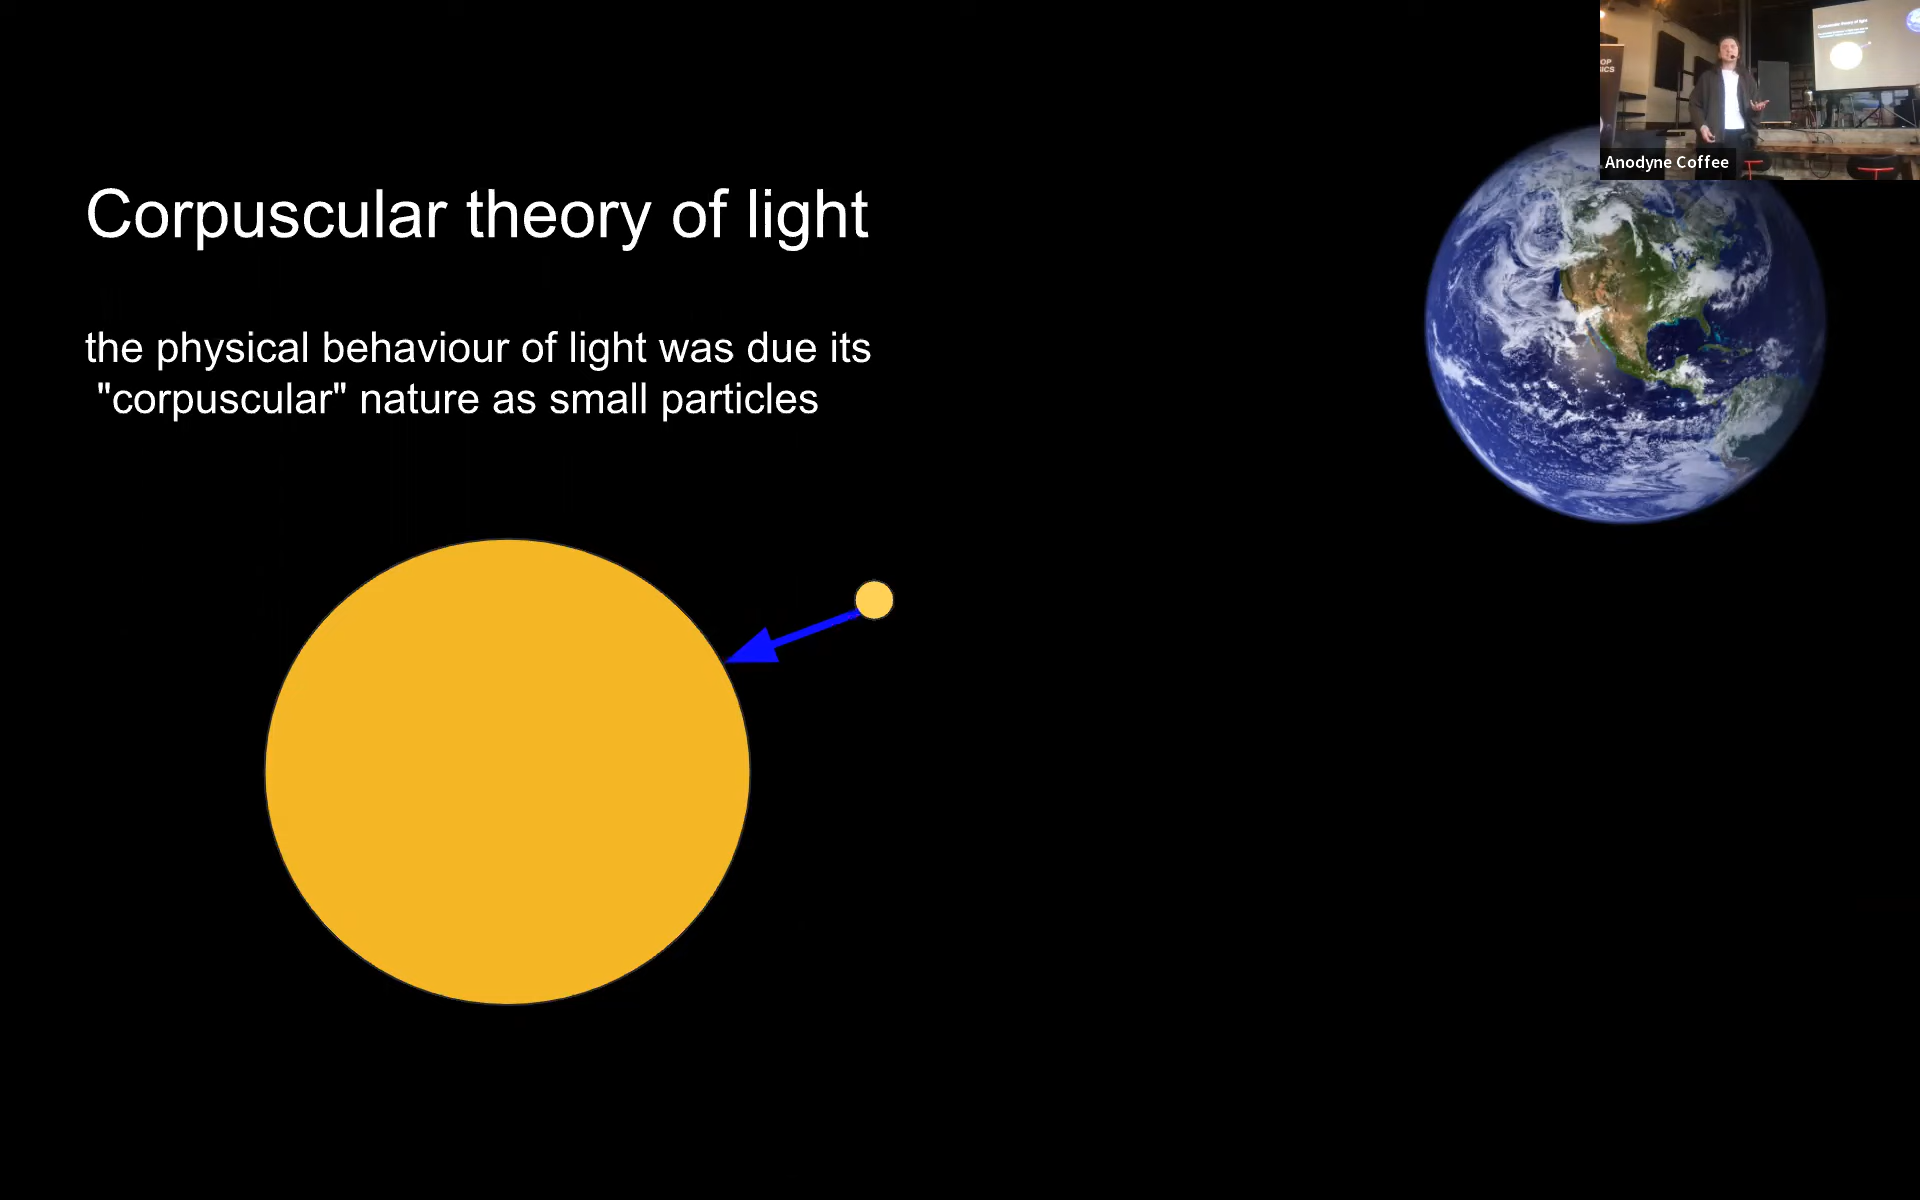 Corpuscular theory of light
the physical behaviour of light was due its
"corpuscular" nature as small particles
Anodyne Coffee